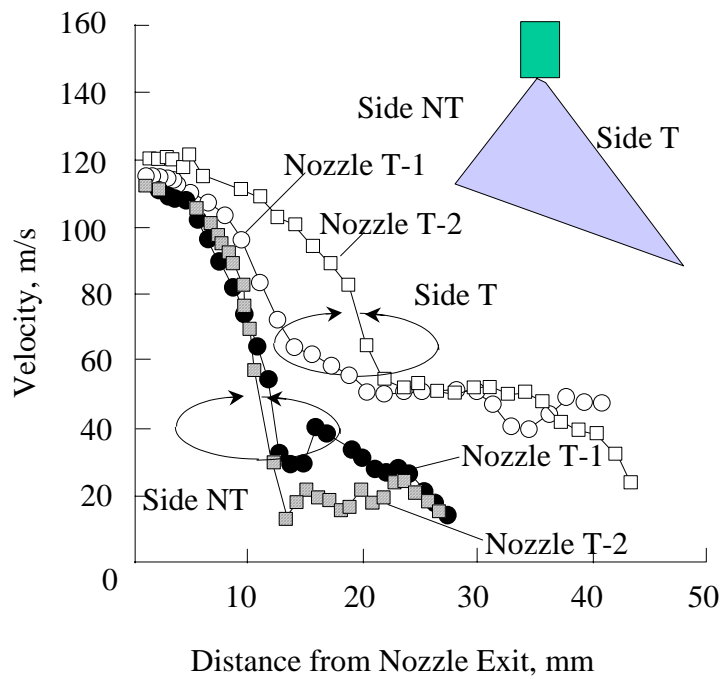 160
140
120
100
80
60
40
20
0
Velocity, m/s
Side NT
Side T
Nozzle T-1
Nozzle T-2
Side T
Side NT
Nozzle T-1
Nozzle T-2
10 20 30 40 50
Distance from Nozzle Exit, mm